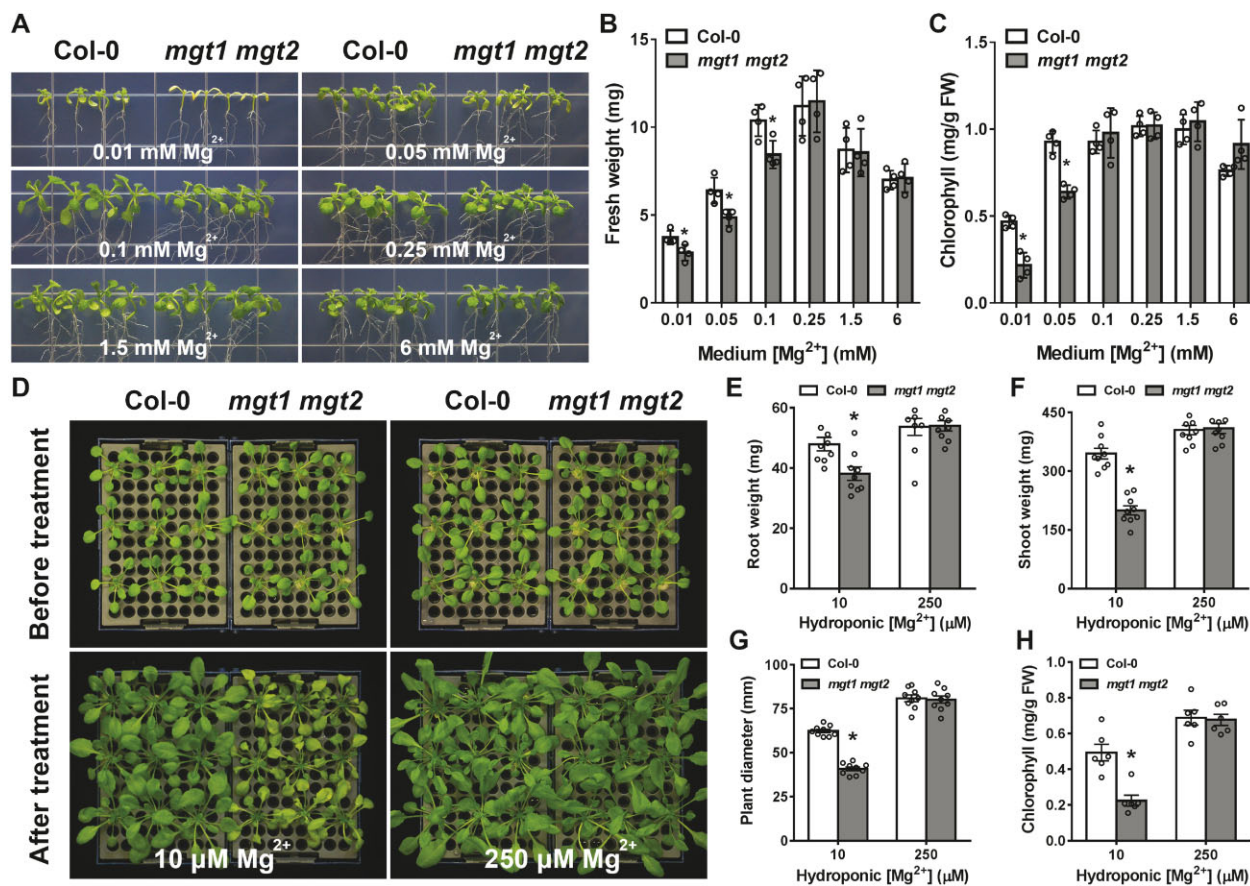 A
Col-0 mgt1 mgt2 Col-0 mgt1 mgt2
0.01 mM Mg2+
0.05 mM Mg2+
0.1 mM Mg2+
0.25 mM Mg2+
1.5 mM Mg2+
6 mM Mg2+
B
Col-0
mgt1 mgt2
Fresh weight (mg)
15
10
5
0
* * *
0.01 0.05 0.1 0.25 1.5 6
Medium [Mg2+] (mM)
C
Col-0
mgt1 mgt2
Chlorophyll (mg/g FW)
1.5
1.0
0.5
0.0
* *
0.01 0.05 0.1 0.25 1.5 6
Medium [Mg2+] (mM)
D
Col-0 mgt1 mgt2 Col-0 mgt1 mgt2
Before treatment
After treatment
10 μM Mg2+
250 μM Mg2+
E
Col-0 mgt1 mgt2
Root weight (mg)
60
40
20
0
*
10 250
Hydroponic [Mg2+] (μM)
F
Col-0 mgt1 mgt2
Shoot weight (mg)
450
300
150
0
*
10 250
Hydroponic [Mg2+] (μM)
G
Col-0
mgt1 mgt2
Plant diameter (mm)
100
75
50
25
0
*
10 250
Hydroponic [Mg2+] (μM)
H
Col-0
mgt1 mgt2
Chlorophyll (mg/g FW)
1.0
0.8
0.6
0.4
0.2
0.0
*
10 250
Hydroponic [Mg2+] (μM)